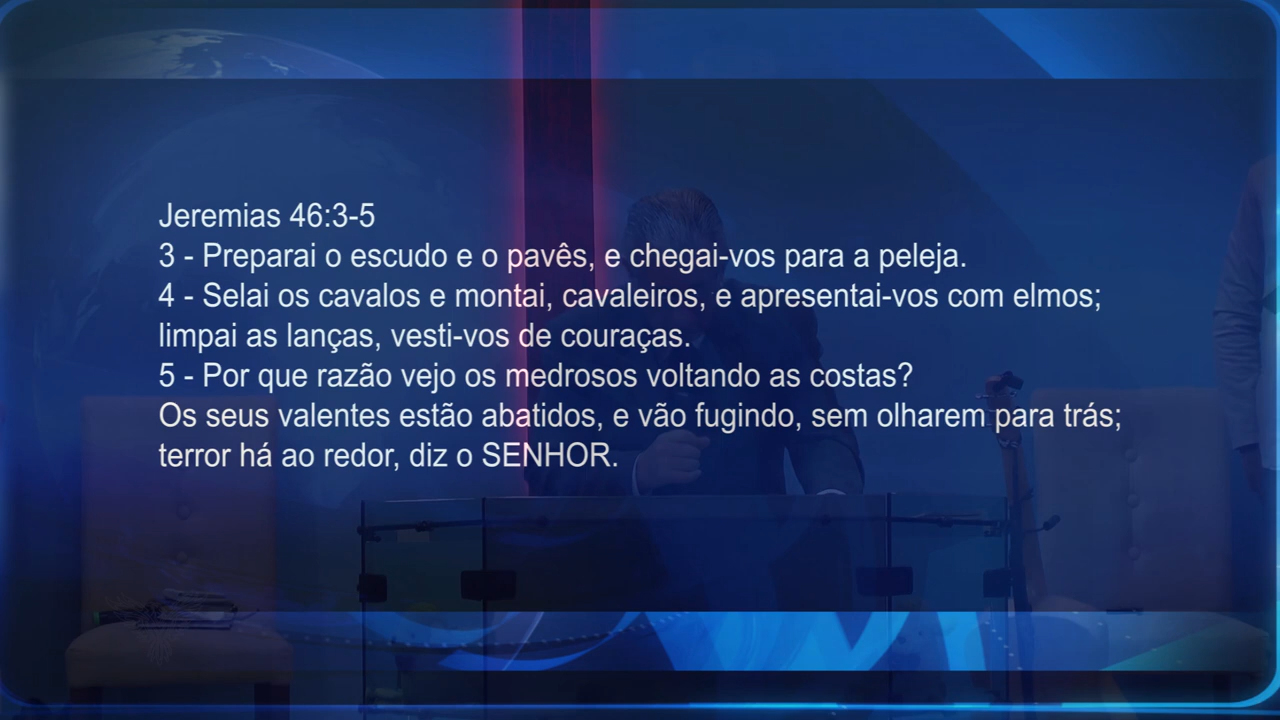 Jeremias 46:3-5
3 - Preparai o escudo e o pavês, e chegai-vos para a peleja.
4 - Selai os cavalos e montai, cavaleiros, e apresentai-vos com elmos;
limpai as lanças, vesti-vos de couraças.
5 - Por que razão vejo os medrosos voltando as costas?
Os seus valentes estão abatidos, e vão fugindo, sem olharem para trás;
terror há ao redor, diz o SENHOR.